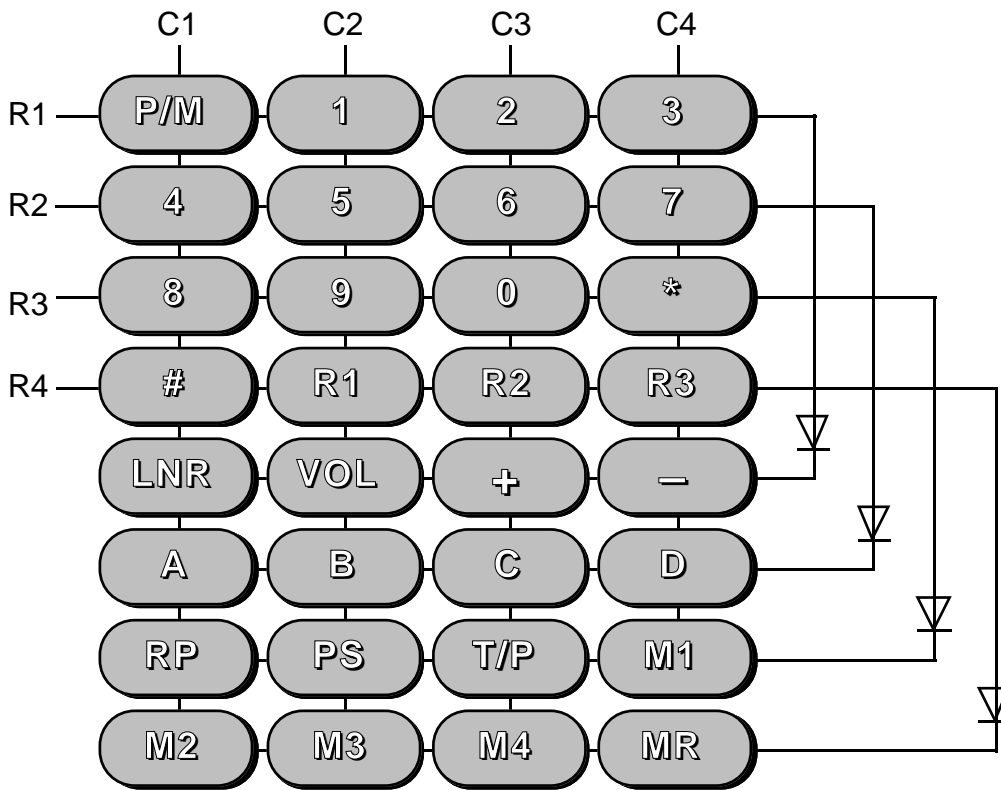 C1 C2 C3 C4
R1 P/M 1 2 3
R2 4 5 6 7
R3 8 9 0 *
R4 # R1 R2 R3
LNR VOL + –
A B C D
RP PS T/P M1
M2 M3 M4 MR